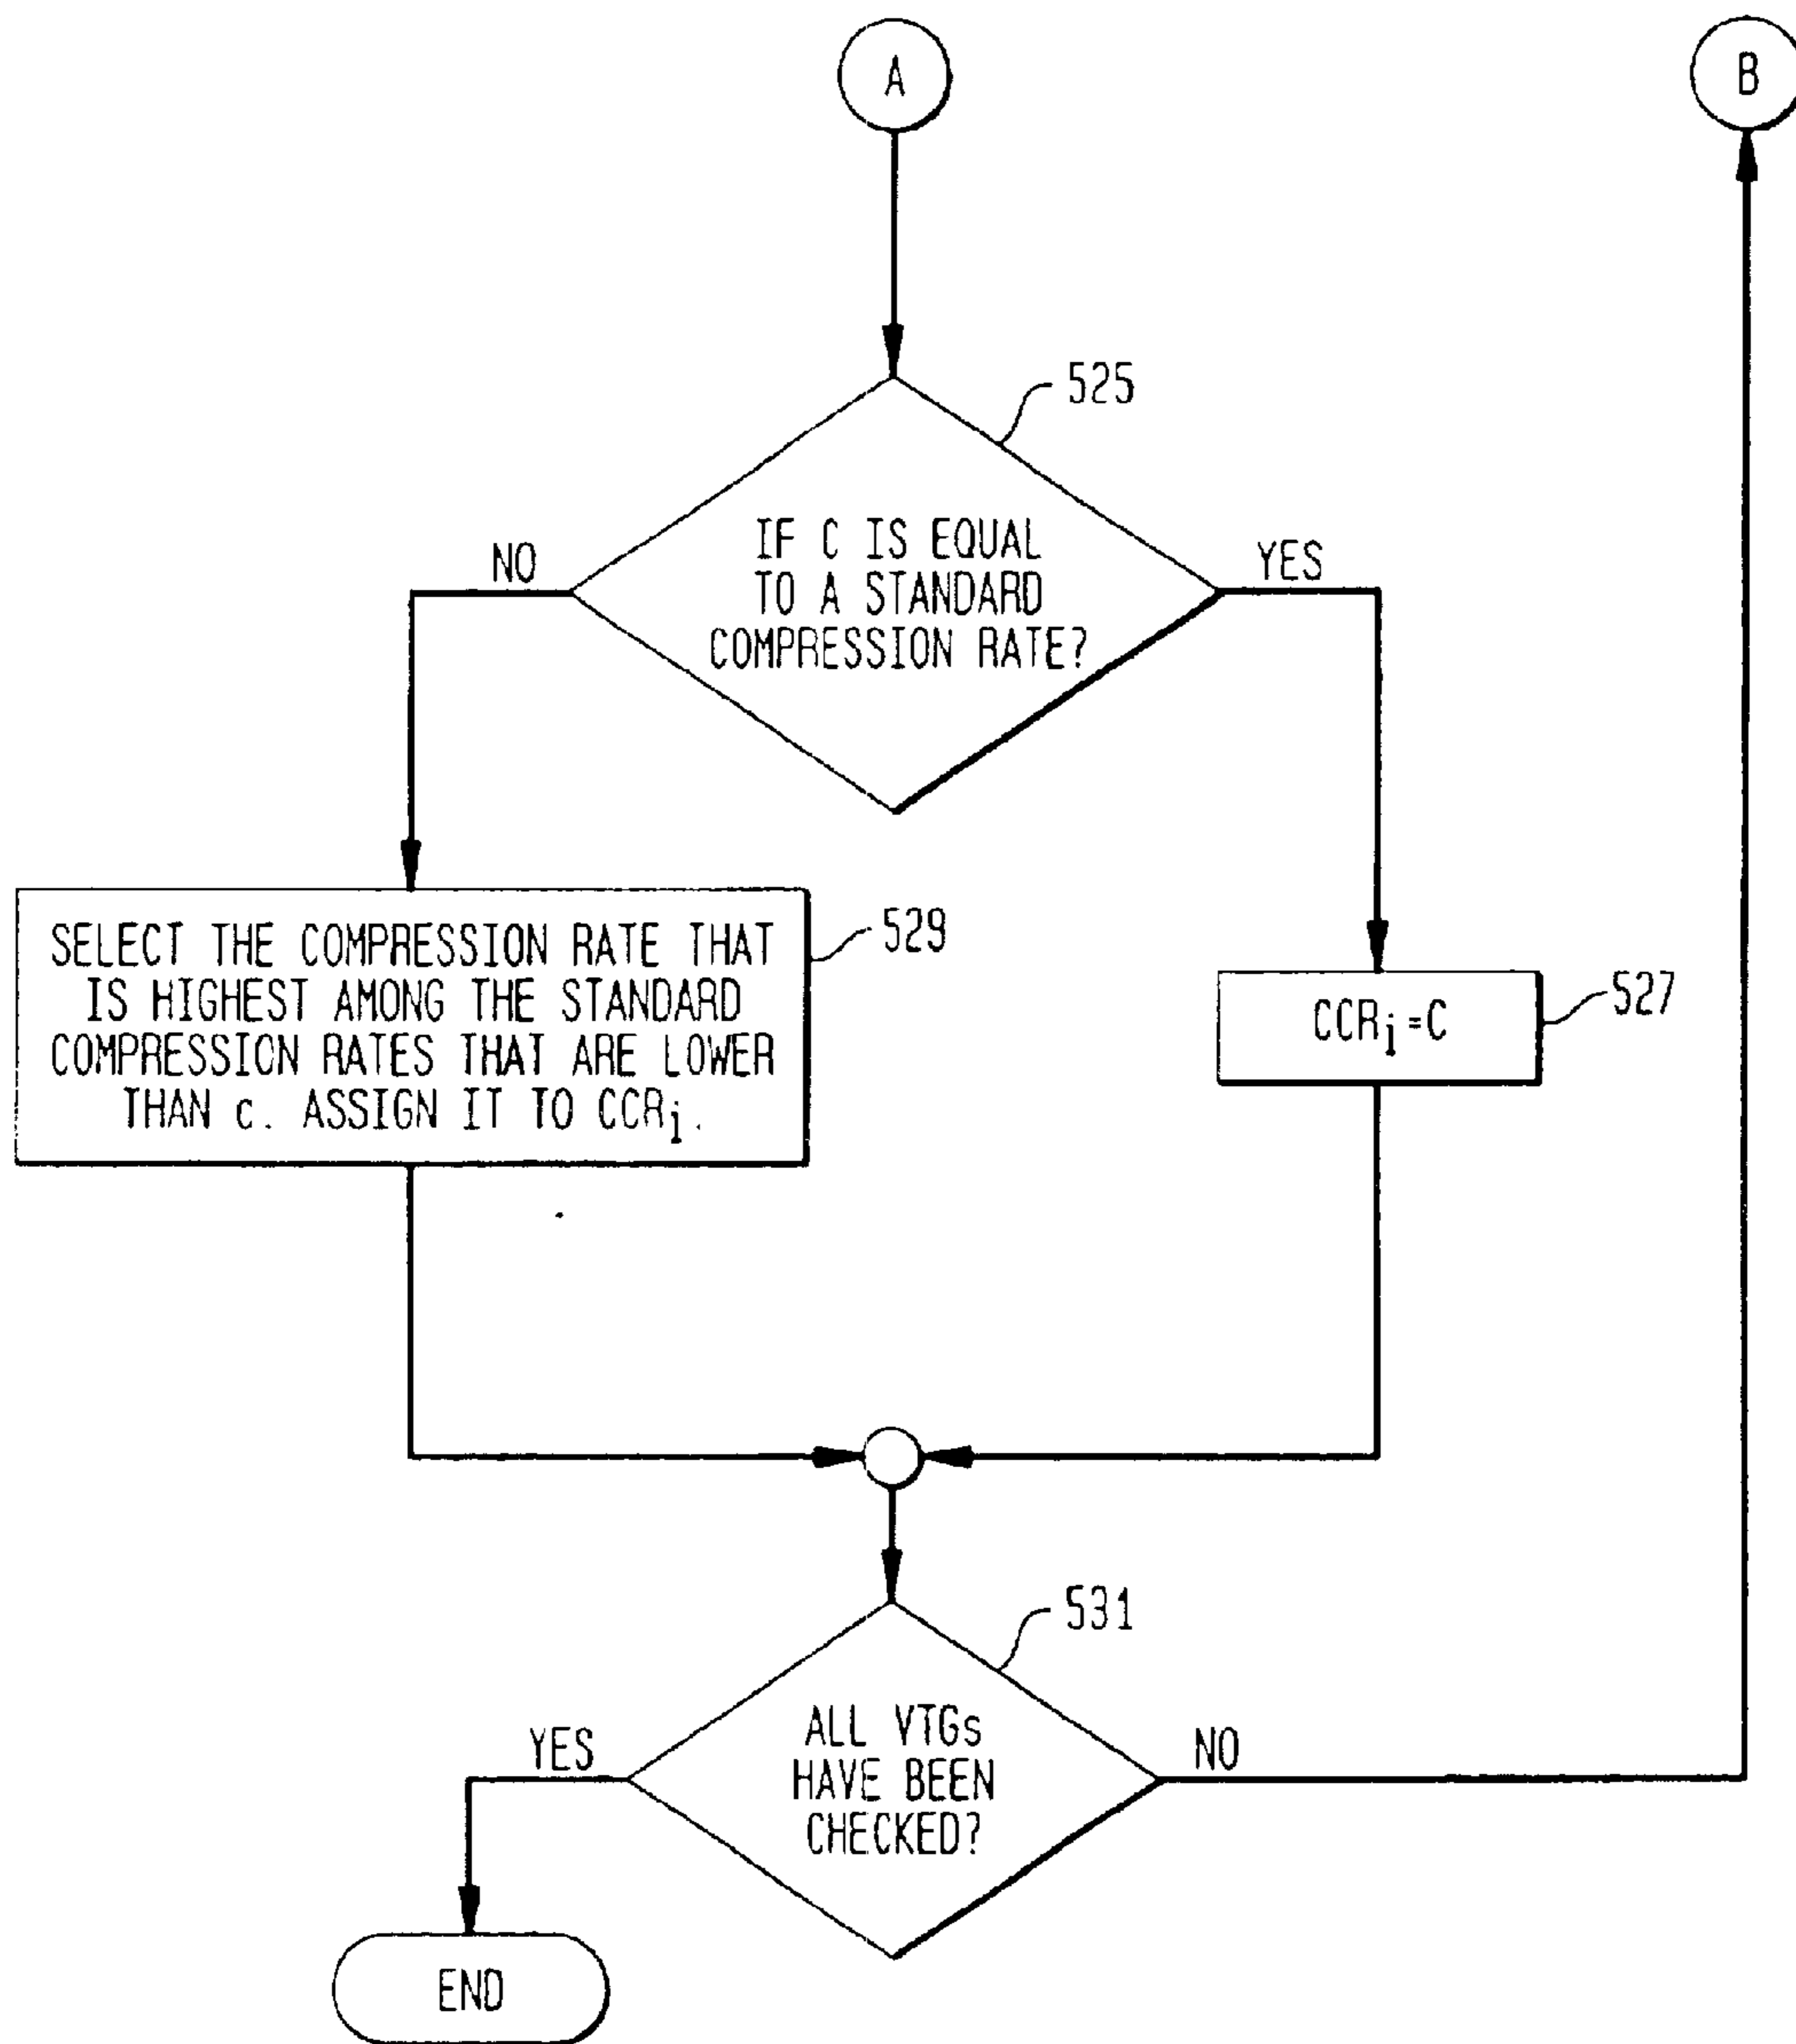 A
B
525
IF C IS EQUAL
TO A STANDARD
COMPRESSION RATE?
NO
YES
SELECT THE COMPRESSION RATE THAT
IS HIGHEST AMONG THE STANDARD
COMPRESSION RATES THAT ARE LOWER
THAN c. ASSIGN IT TO CCRi.
529
CCRi=C
527
531
ALL VTGs
HAVE BEEN
CHECKED?
YES
NO
END